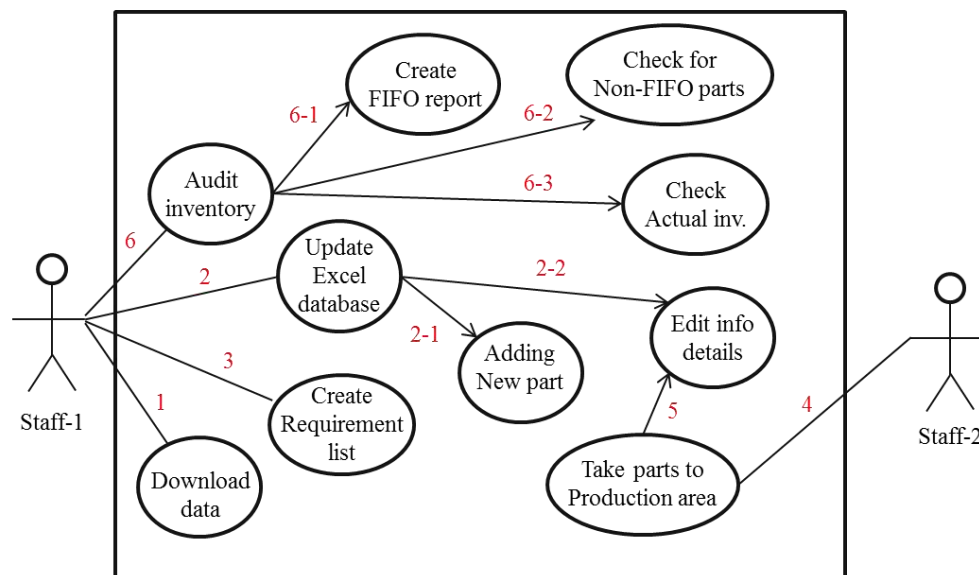 Create
FIFO report
Check for
Non-FIFO parts
6-1
6-2
Audit
inventory
6-3
Check
Actual inv.
6
2
Update
Excel
database
2-2
2-1
Edit info
details
Adding
New part
3
Create
Requirement
list
1
5
4
Staff-1
Staff-2
Download
data
Take parts to
Production area